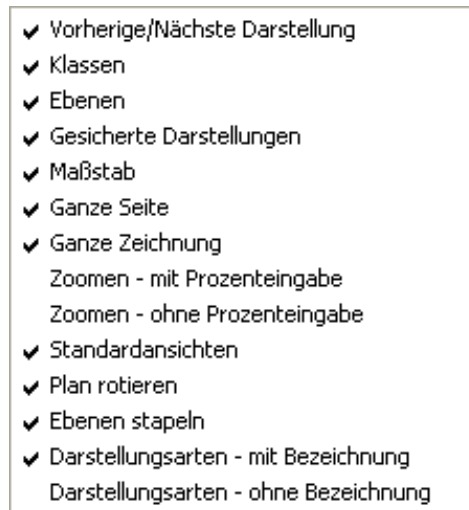 Vorherige/Nächste Darstellung
Klassen
Ebenen
Gesicherte Darstellungen
Maßstab
Ganze Seite
Ganze Zeichnung
Zoomen - mit Prozenteingabe
Zoomen - ohne Prozenteingabe
Standardansichten
Plan rotieren
Ebenen stapeln
Darstellungsarten - mit Bezeichnung
Darstellungsarten - ohne Bezeichnung